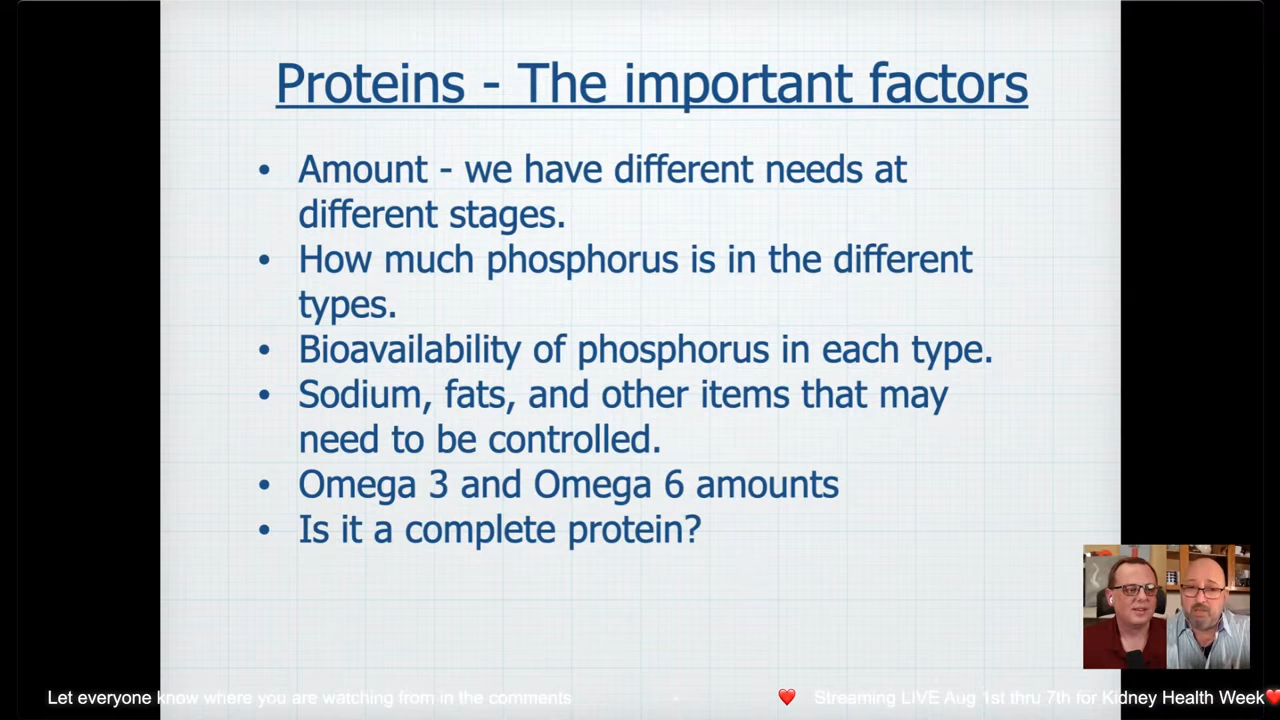 Proteins - The important factors
• Amount - we have different needs at
different stages.
• How much phosphorus is in the different
types.
• Bioavailability of phosphorus in each type.
• Sodium, fats, and other items that may
need to be controlled.
• Omega 3 and Omega 6 amounts
• Is it a complete protein?
Let everyone know where you are watching from in the comments - ❤️ Streaming LIVE Aug 1st thru 7th for Kidney Health Week❤️